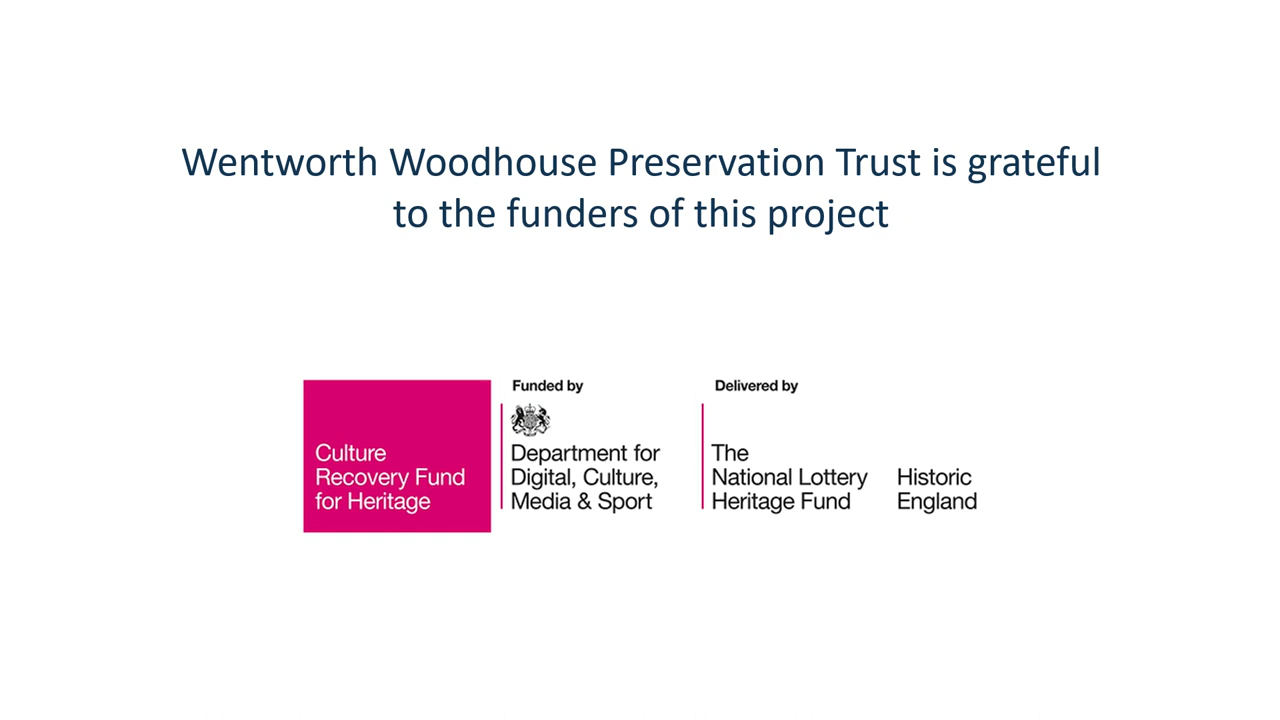 Wentworth Woodhouse Preservation Trust is grateful
to the funders of this project
Culture
Recovery Fund
for Heritage
Funded by
Department for
Digital, Culture,
Media & Sport
Delivered by
The
National Lottery
Heritage Fund
Historic
England